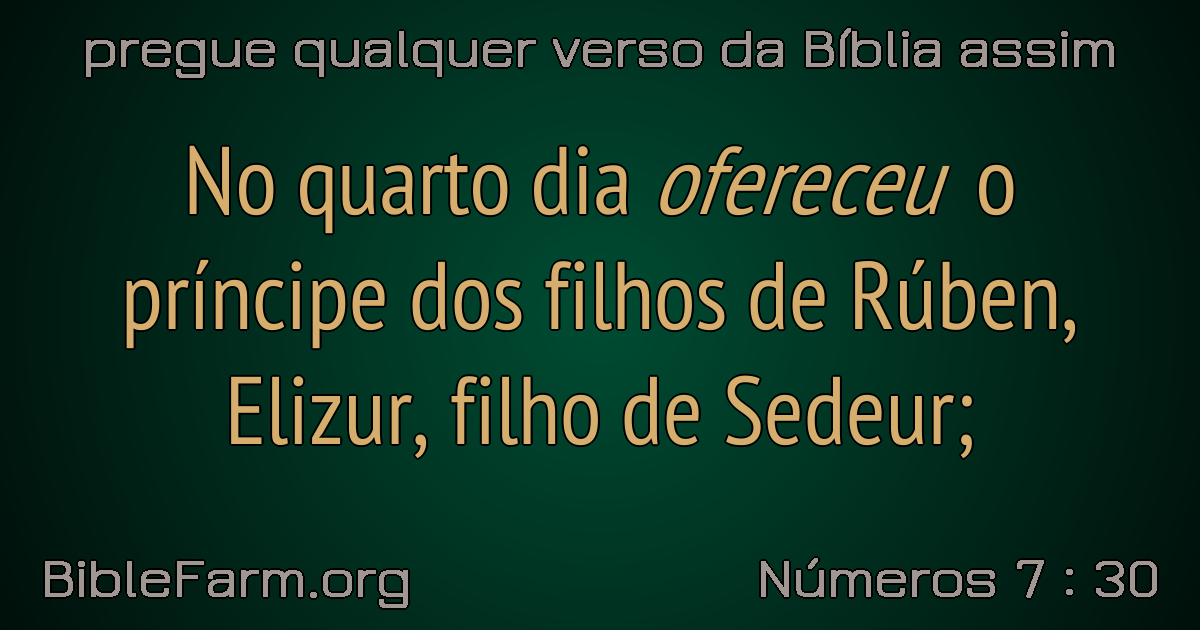 pregue qualquer verso da Bíblia assim
No quarto dia ofereceu o
príncipe dos filhos de Rúben,
Elizur, filho de Sedeur;
BibleFarm.org
Números 7 : 30